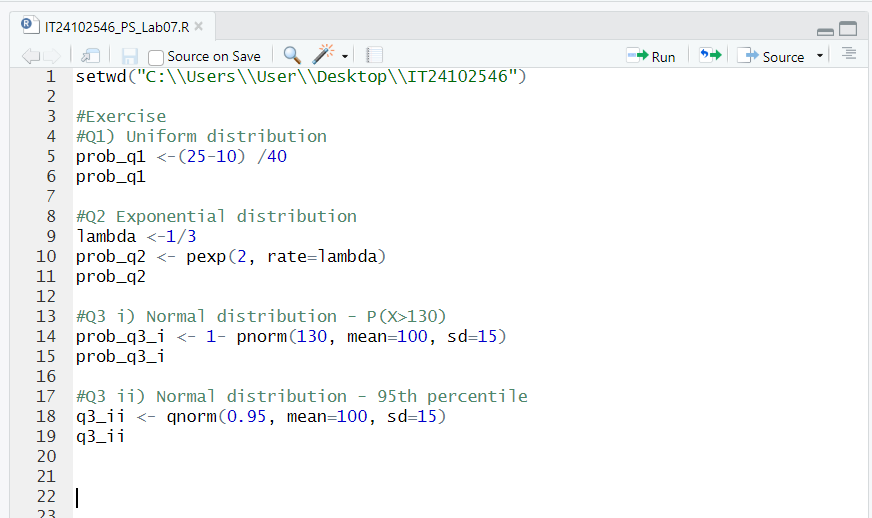 IT24102546_PS_Lab07.R
Source on Save
Run
Source
1 setwd("C:\\Users\\User\\Desktop\\IT24102546")
2
3 #Exercise
4 #Q1) Uniform distribution
5 prob_q1 <-(25-10) /40
6 prob_q1
7
8 #Q2 Exponential distribution
9 lambda <-1/3
10 prob_q2 <- pexp(2, rate=lambda)
11 prob_q2
12
13 #Q3 i) Normal distribution - P(X>130)
14 prob_q3_i <- 1- pnorm(130, mean=100, sd=15)
15 prob_q3_i
16
17 #Q3 ii) Normal distribution - 95th percentile
18 q3_ii <- qnorm(0.95, mean=100, sd=15)
19 q3_ii
20
21
22
23